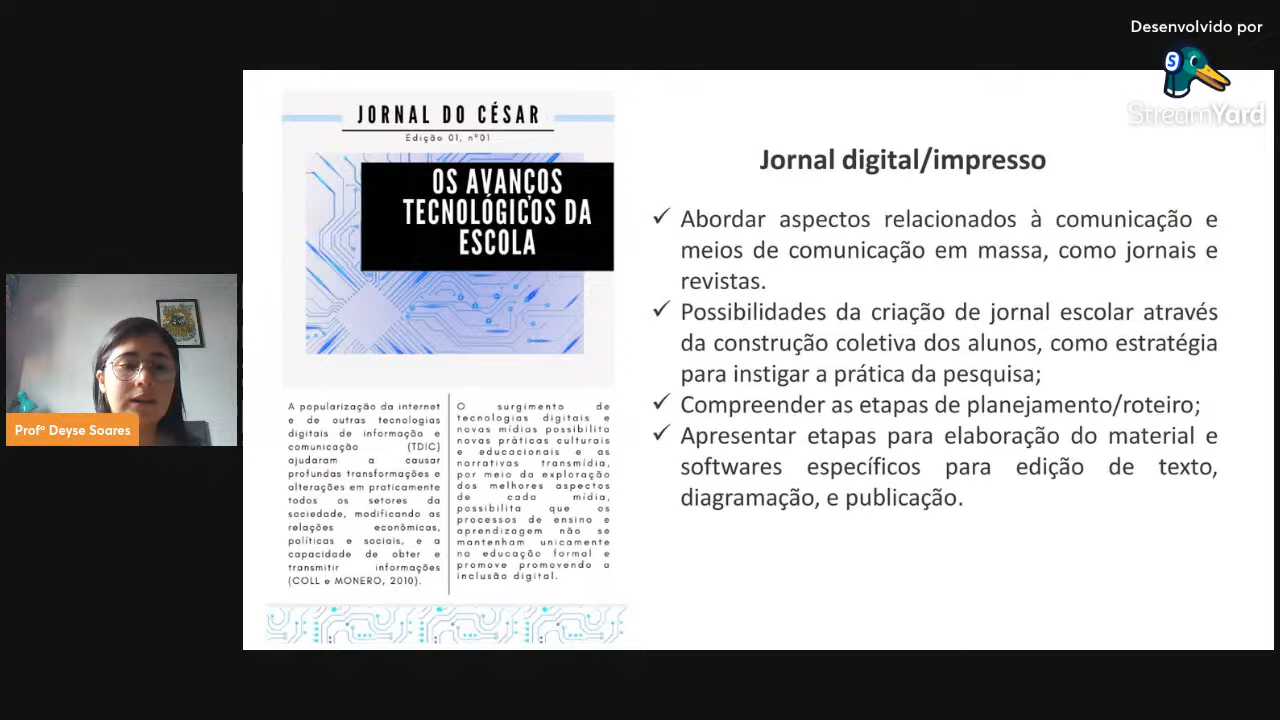 Desenvolvido por
StreamYard
JORNAL DO CÉSAR
Edição 01, nº01
OS AVANÇOS
TECNOLÓGICOS DA
ESCOLA
A popularização da internet
e de outras tecnologias
digitais de informação e
comunicação (TDIC)
ajudaram a causar
profundas transformações e
alterações em praticamente
todos os setores da
sociedade, modificando as
relações econômicas,
políticas e sociais, e a
capacidade de obter e
transmitir informações
(COLL e MONERO, 2010).
O surgimento de
tecnologias digitais e
novas mídias possibilita
novas práticas culturais
e educacionais e as
narrativas transmídia,
por meio da exploração
dos melhores aspectos
de cada mídia,
possibilita que os
processos de ensino e
aprendizagem não se
mantenham unicamente
na educação formal e
promove promovendo a
inclusão digital.
Jornal digital/impresso
✓ Abordar aspectos relacionados à comunicação e
meios de comunicação em massa, como jornais e
revistas.
✓ Possibilidades da criação de jornal escolar através
da construção coletiva dos alunos, como estratégia
para instigar a prática da pesquisa;
✓ Compreender as etapas de planejamento/roteiro;
✓ Apresentar etapas para elaboração do material e
softwares específicos para edição de texto,
diagramação, e publicação.
Profª Deyse Soares